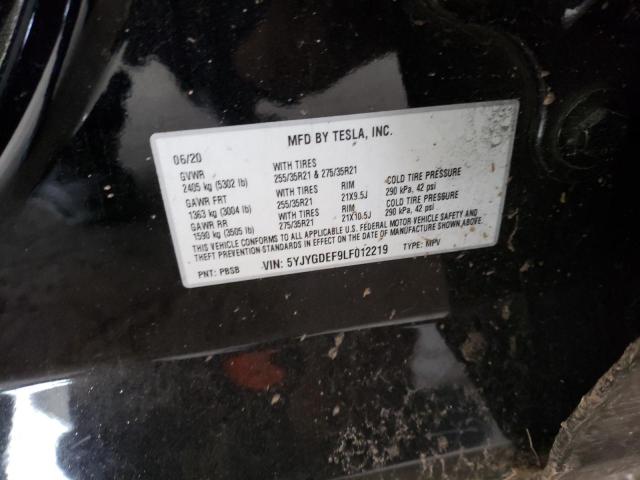 MFD BY TESLA, INC.
06/20
GVWR WITH TIRES
2405 kg (5302 lb) 255/35R21 & 275/35R21
GAWR FRT WITH TIRES RIM COLD TIRE PRESSURE
1363 kg (3004 lb) 255/35R21 21X9.5J 290 kPa, 42 psi
GAWR RR WITH TIRES RIM COLD TIRE PRESSURE
1590 kg (3505 lb) 275/35R21 21X10.5J 290 kPa, 42 psi
THIS VEHICLE CONFORMS TO ALL APPLICABLE U.S. FEDERAL MOTOR VEHICLE SAFETY AND
THEFT PREVENTION STANDARDS IN EFFECT ON THE DATE OF MANUFACTURE SHOWN ABOVE.
PNT: PBSB VIN: 5YJYGDEF9LF012219 TYPE: MPV